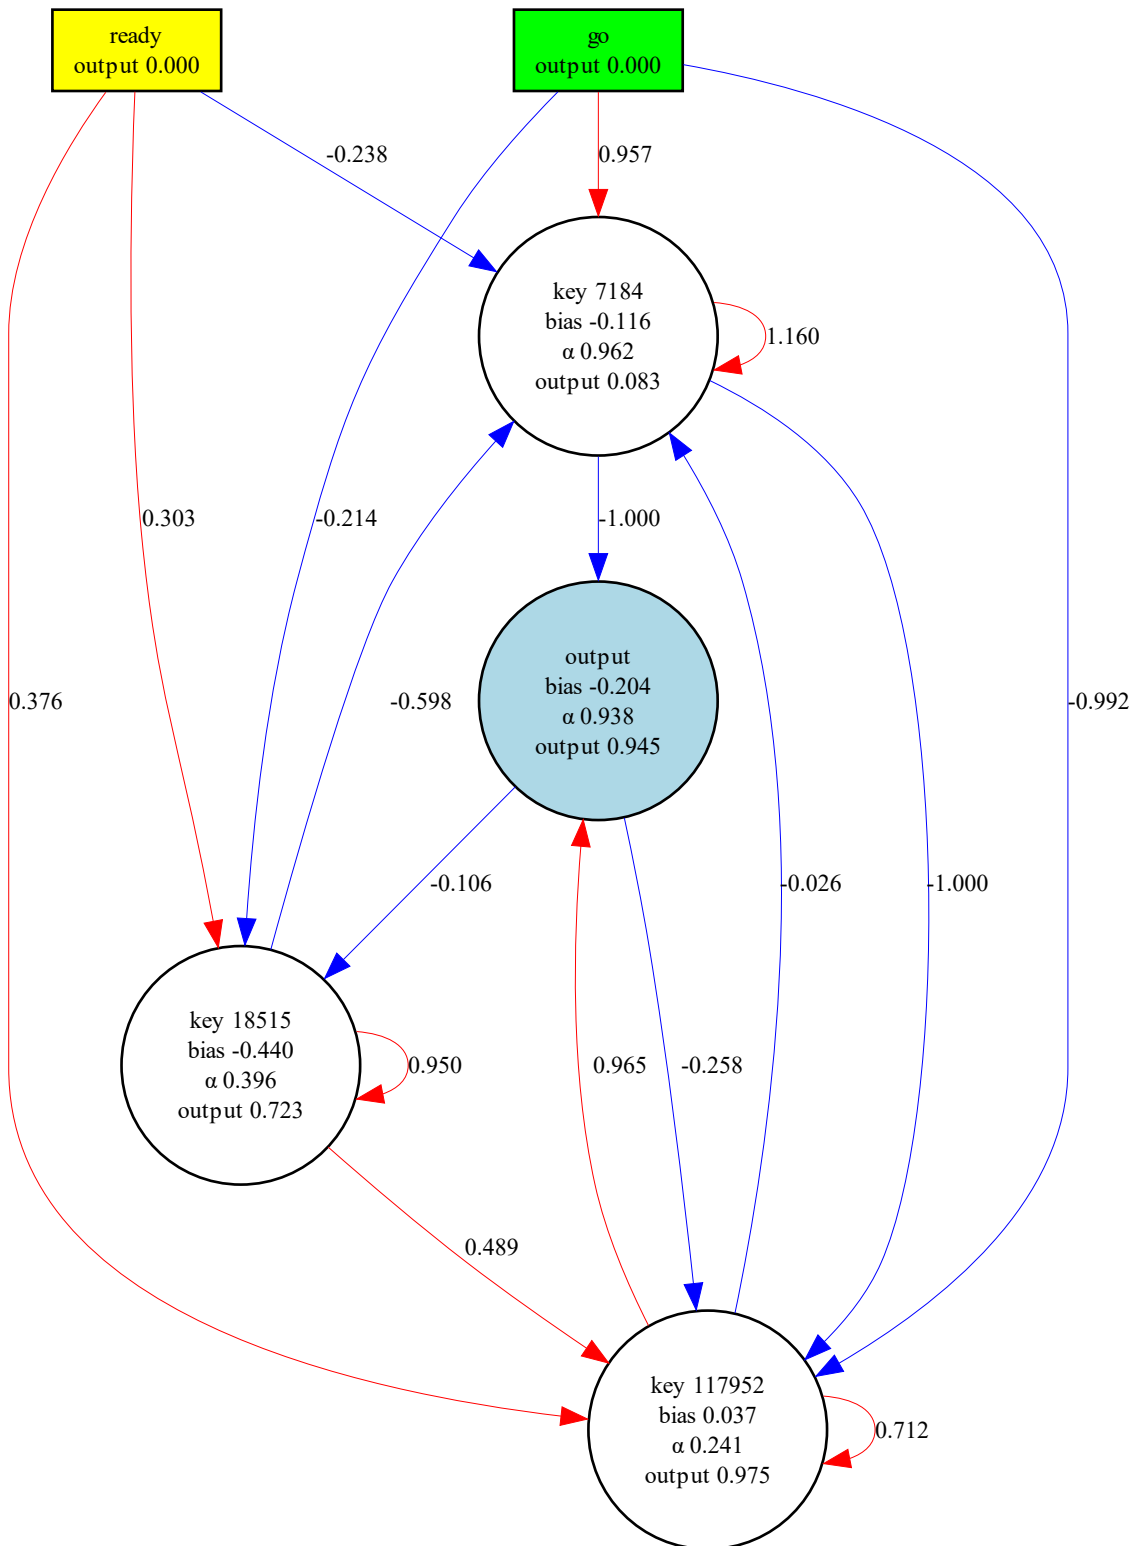 ready
output 0.000
go
output 0.000
-0.238
0.957
key 7184
bias -0.116
α 0.962
output 0.083
1.160
0.303
-0.214
-1.000
output
bias -0.204
α 0.938
output 0.945
0.376
-0.598
-0.992
-0.106
-0.026
-1.000
key 18515
bias -0.440
α 0.396
output 0.723
0.950
0.965
-0.258
0.489
key 117952
bias 0.037
α 0.241
output 0.975
0.712